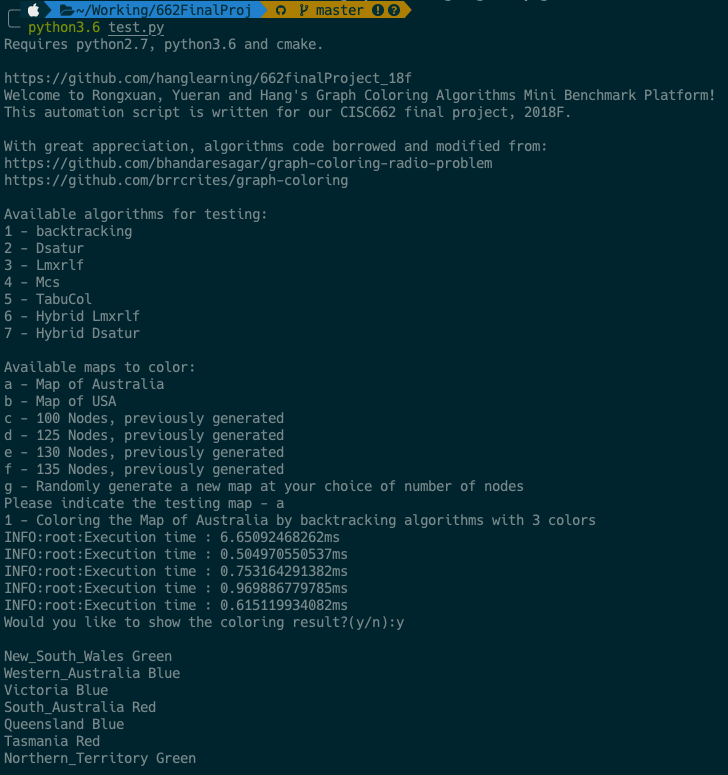 ~/Working/662FinalProj master
python3.6 test.py
Requires python2.7, python3.6 and cmake.
https://github.com/hanglearning/662finalProject_18f
Welcome to Rongxuan, Yueran and Hang's Graph Coloring Algorithms Mini Benchmark Platform!
This automation script is written for our CISC662 final project, 2018F.
With great appreciation, algorithms code borrowed and modified from:
https://github.com/bhandaresagar/graph-coloring-radio-problem
https://github.com/brrcrites/graph-coloring
Available algorithms for testing:
1 - backtracking
2 - Dsatur
3 - Lmxrlf
4 - Mcs
5 - TabuCol
6 - Hybrid Lmxrlf
7 - Hybrid Dsatur
Available maps to color:
a - Map of Australia
b - Map of USA
c - 100 Nodes, previously generated
d - 125 Nodes, previously generated
e - 130 Nodes, previously generated
f - 135 Nodes, previously generated
g - Randomly generate a new map at your choice of number of nodes
Please indicate the testing map - a
1 - Coloring the Map of Australia by backtracking algorithms with 3 colors
INFO:root:Execution time : 6.65092468262ms
INFO:root:Execution time : 0.504970550537ms
INFO:root:Execution time : 0.753164291382ms
INFO:root:Execution time : 0.969886779785ms
INFO:root:Execution time : 0.615119934082ms
Would you like to show the coloring result?(y/n):y
New_South_Wales Green
Western_Australia Blue
Victoria Blue
South_Australia Red
Queensland Blue
Tasmania Red
Northern_Territory Green